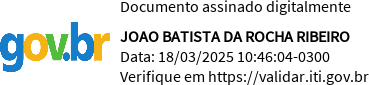 Documento assinado digitalmente
gov.br
JOAO BATISTA DA ROCHA RIBEIRO
Data: 18/03/2025 10:46:04-0300
Verifique em https://validar.iti.gov.br